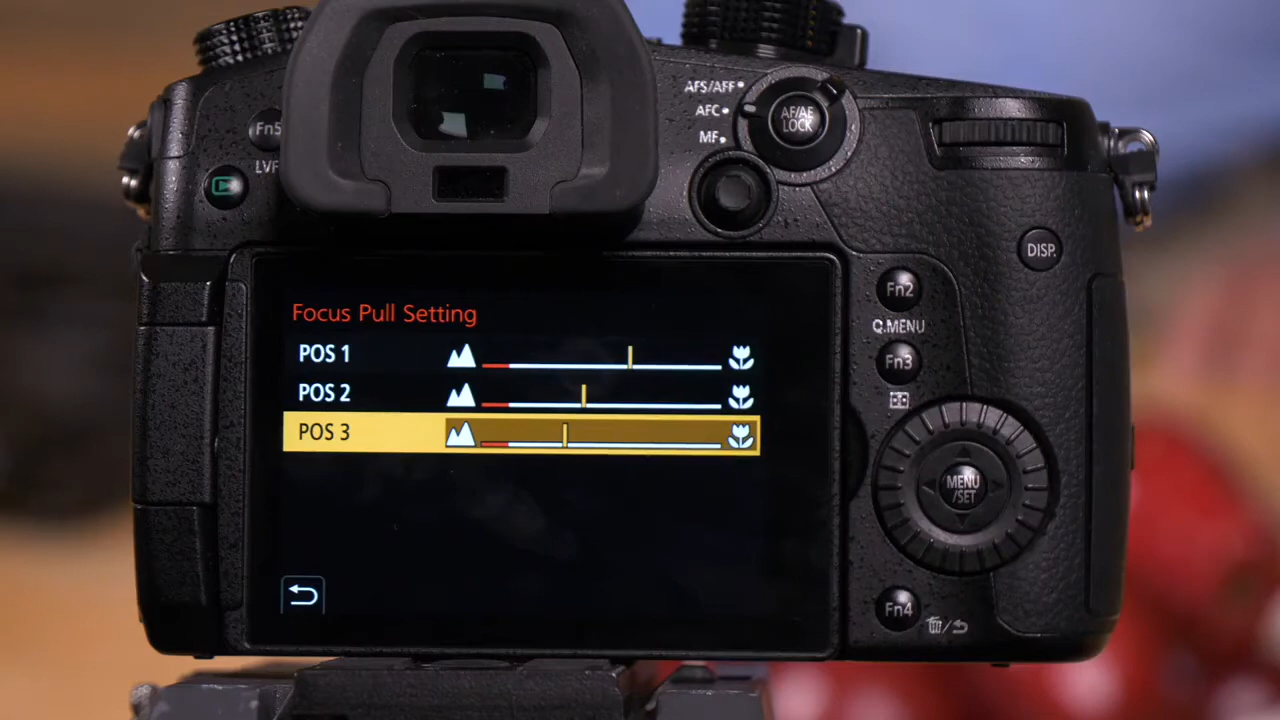 Fn5
LVF
AFS/AFF
AFC
MF
AF/AE
LOCK
DISP.
Fn2
Q.MENU
Fn3
MENU
/SET
Fn4
Focus Pull Setting
POS 1
POS 2
POS 3